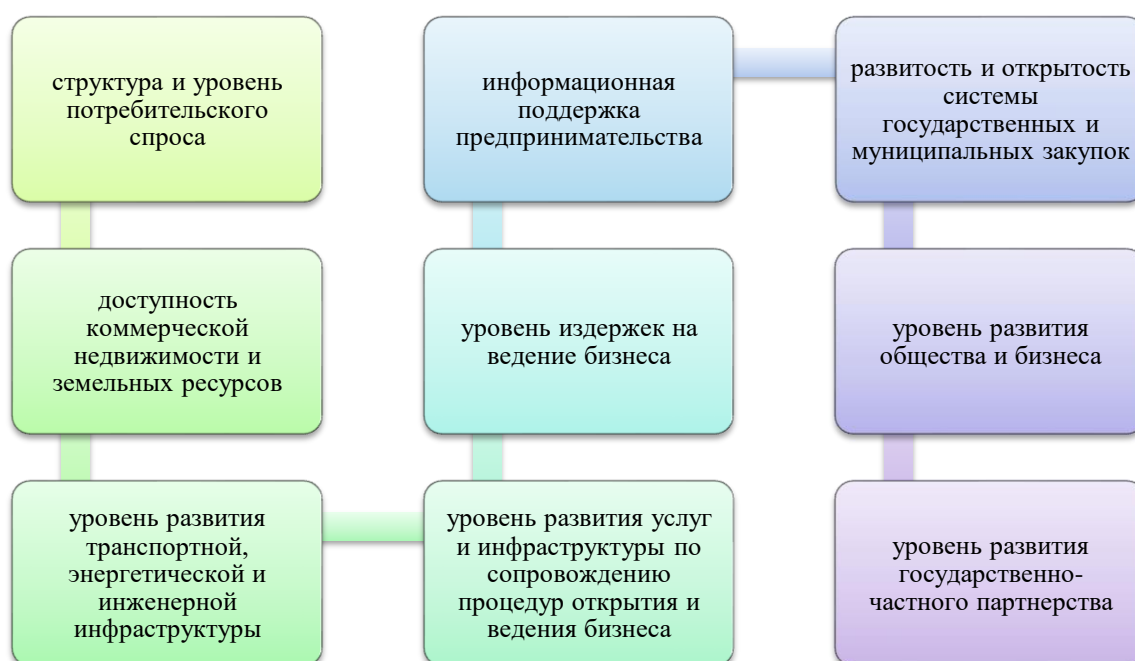 структура и уровень
потребительского
спроса
доступность
коммерческой
недвижимости и
земельных ресурсов
уровень развития
транспортной,
энергетической и
инженерной
инфраструктуры
уровень развития услуг
и инфраструктуры по
сопровождению
процедур открытия и
ведения бизнеса
уровень издержек на
ведение бизнеса
информационная
поддержка
предпринимательства
развитость и открытость
системы
государственных и
муниципальных закупок
уровень развития
общества и бизнеса
уровень развития
государственно-
частного партнерства